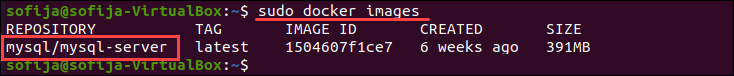 sofija@sofija-VirtualBox:~$ sudo docker images
REPOSITORY TAG IMAGE ID CREATED SIZE
mysql/mysql-server latest 1504607f1ce7 6 weeks ago 391MB
sofija@sofija-VirtualBox:~$